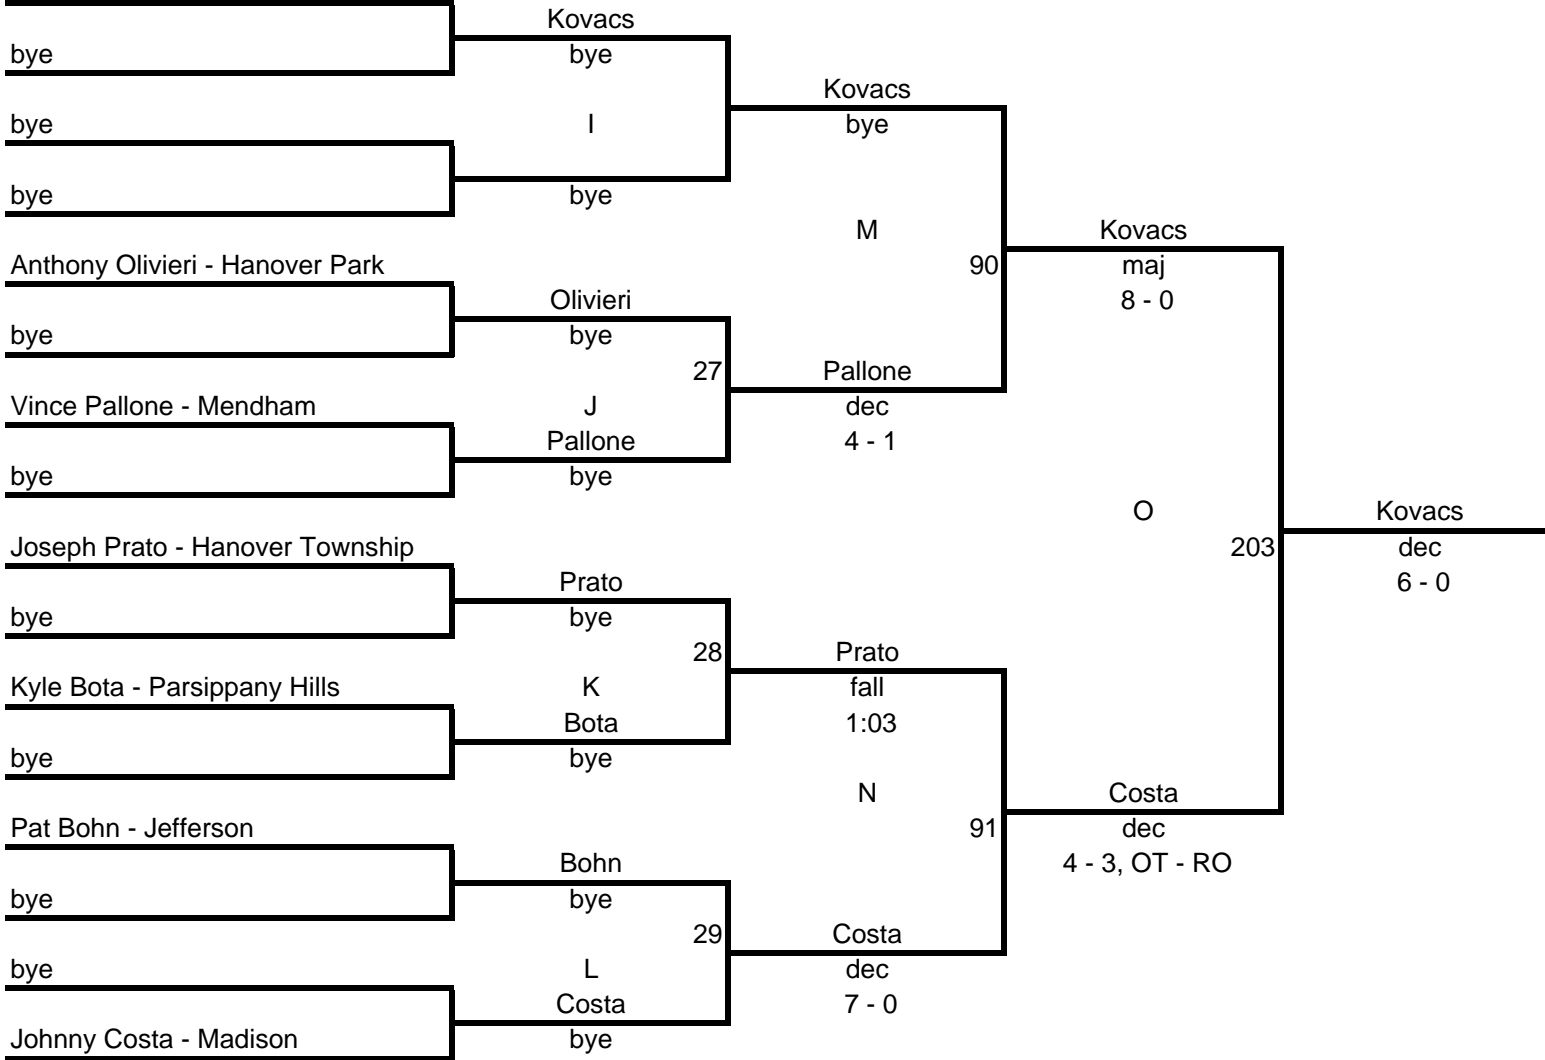 Kovacs
bye
bye
Kovacs
bye
I
bye
bye
bye
M
Kovacs
Anthony Olivieri - Hanover Park
90
maj
Olivieri
8 - 0
bye
bye
27
Pallone
Vince Pallone - Mendham
J
dec
Pallone
4 - 1
bye
bye
O
Kovacs
Joseph Prato - Hanover Township
203
dec
Prato
6 - 0
bye
bye
28
Prato
Kyle Bota - Parsippany Hills
K
fall
Bota
1:03
bye
bye
N
Costa
Pat Bohn - Jefferson
91
dec
Bohn
4 - 3, OT - RO
bye
bye
29
Costa
bye
L
dec
Costa
7 - 0
Johnny Costa - Madison
bye